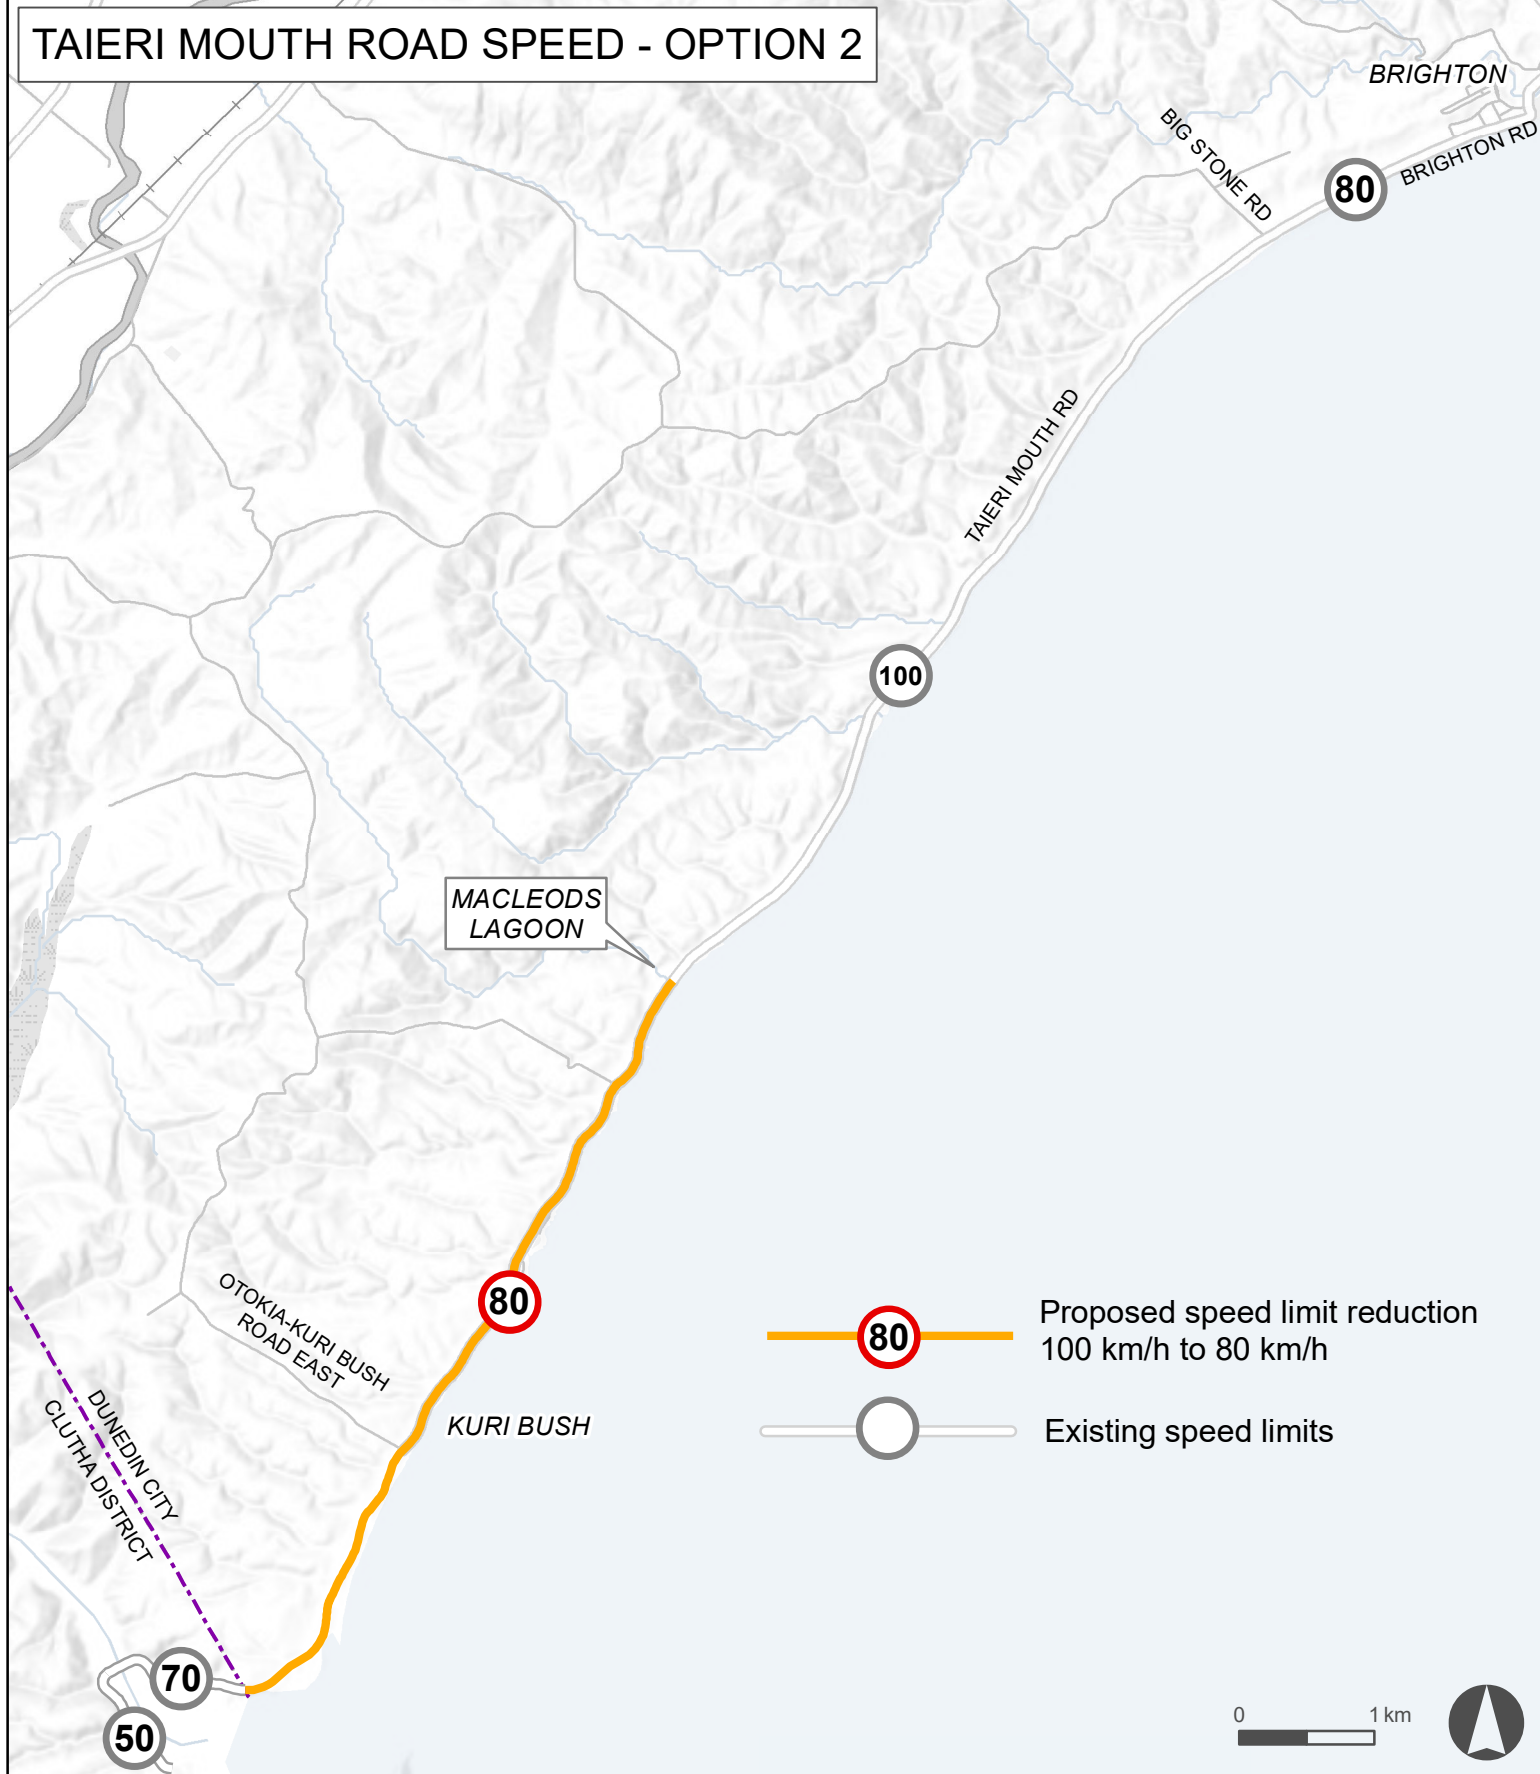 TAIERI MOUTH ROAD SPEED - OPTION 2
BRIGHTON
BIG STONE RD
BRIGHTON RD
80
TAIERI MOUTH RD
100
MACLEODS
LAGOON
80
OTOKIA-KURI BUSH
ROAD EAST
KURI BUSH
DUNEDIN CITY
CLUTHA DISTRICT
70
50
80
Proposed speed limit reduction
100 km/h to 80 km/h
Existing speed limits
0 1 km